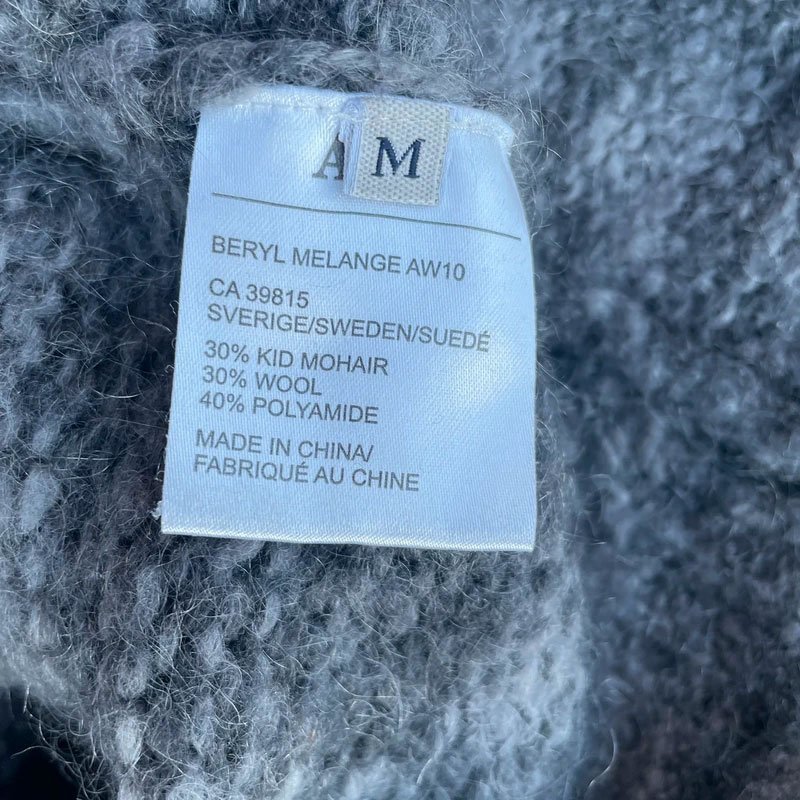 A
M
BERYL MELANGE AW10
CA 39815
SVERIGE/SWEDEN/SUEDÉ
30% KID MOHAIR
30% WOOL
40% POLYAMIDE
MADE IN CHINA/
FABRIQUÉ AU CHINE